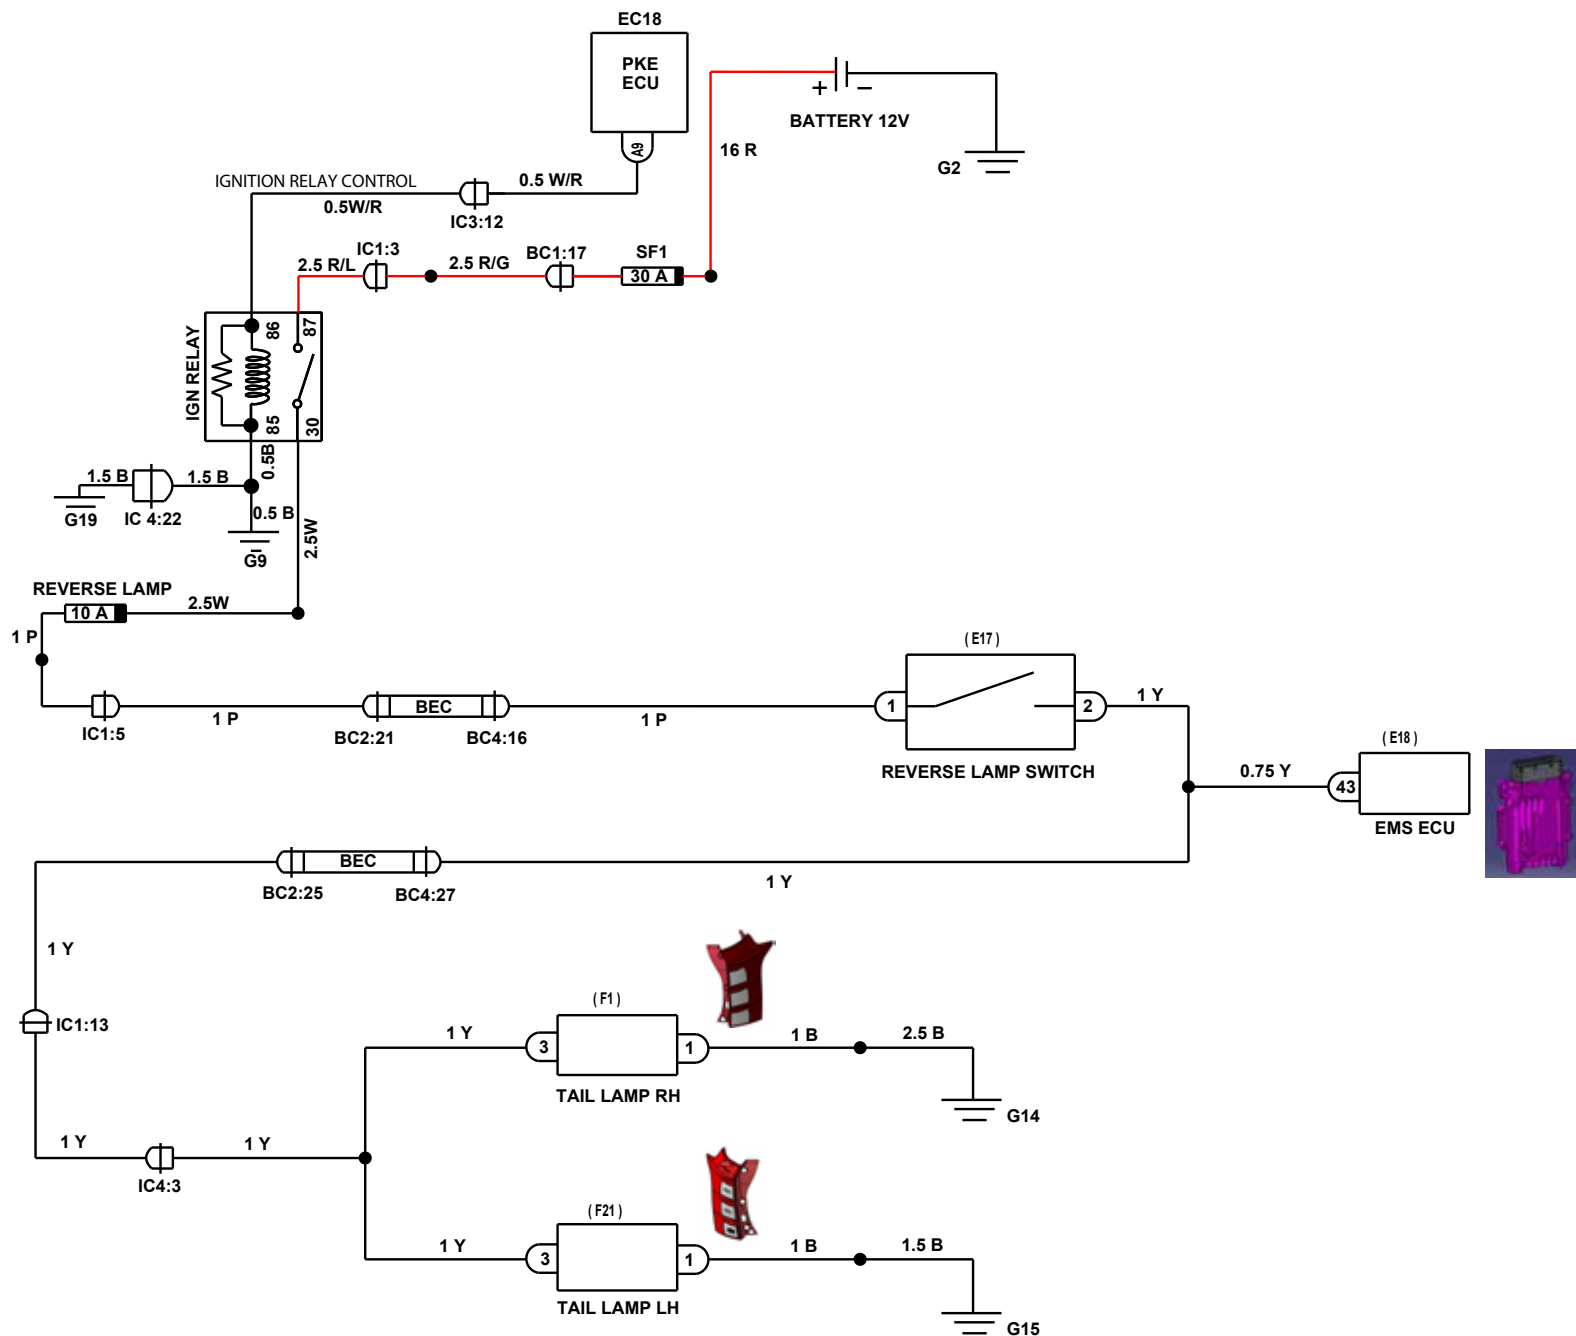 EC18
PKE
ECU
A9
+ −
BATTERY 12V
16 R
G2
IGNITION RELAY CONTROL
0.5W/R
0.5 W/R
IC3:12
IC1:3
BC1:17
SF1
2.5 R/L
2.5 R/G
30 A
IGN RELAY
86
87
85
30
0.5B
1.5 B
1.5 B
G19
IC 4:22
0.5 B
G9
2.5W
REVERSE LAMP
10 A
2.5W
1 P
IC1:5
1 P
BEC
BC2:21
BC4:16
1 P
( E17 )
1
2
REVERSE LAMP SWITCH
1 Y
0.75 Y
( E18 )
43
EMS ECU
BEC
BC2:25
BC4:27
1 Y
1 Y
IC1:13
1 Y
IC4:3
1 Y
1 Y
( F1 )
3
1
TAIL LAMP RH
1 B
2.5 B
G14
1 Y
( F21 )
3
1
TAIL LAMP LH
1 B
1.5 B
G15